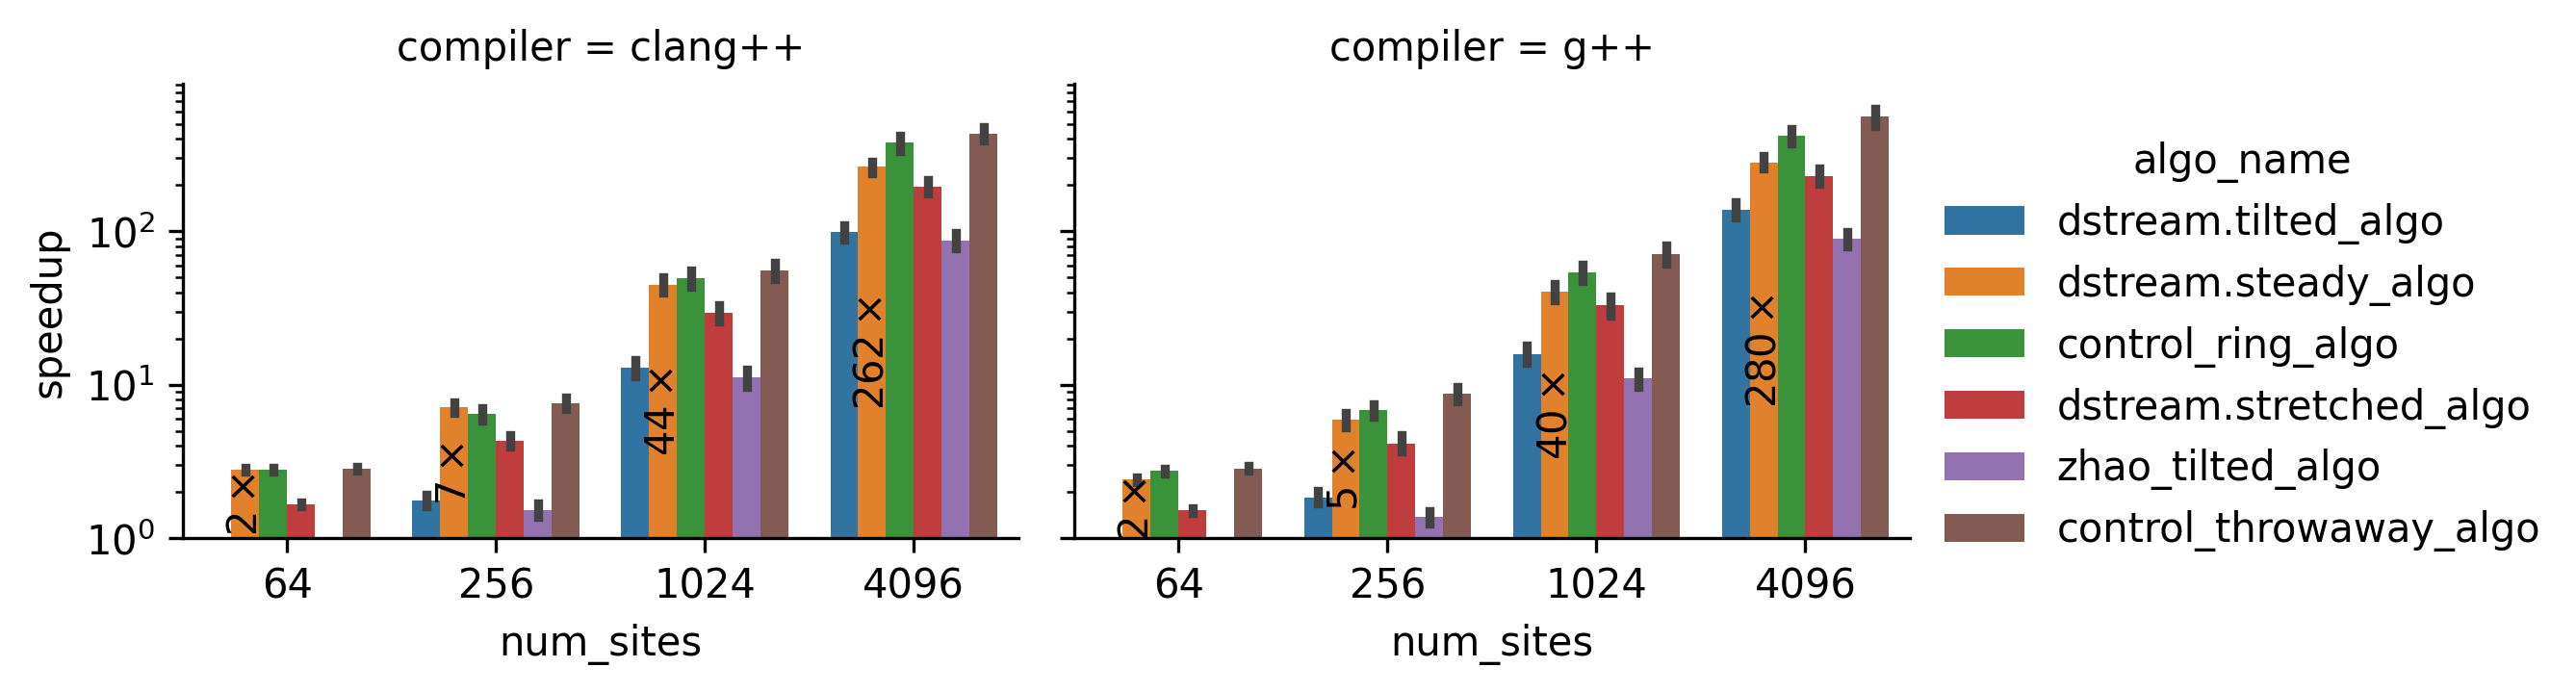 compiler = clang++
compiler = g++
speedup
10²
10¹
10⁰
2 ×
7 ×
44 ×
262 ×
2 ×
5 ×
40 ×
280 ×
64
256
1024
4096
64
256
1024
4096
num_sites
num_sites
algo_name
dstream.tilted_algo
dstream.steady_algo
control_ring_algo
dstream.stretched_algo
zhao_tilted_algo
control_throwaway_algo